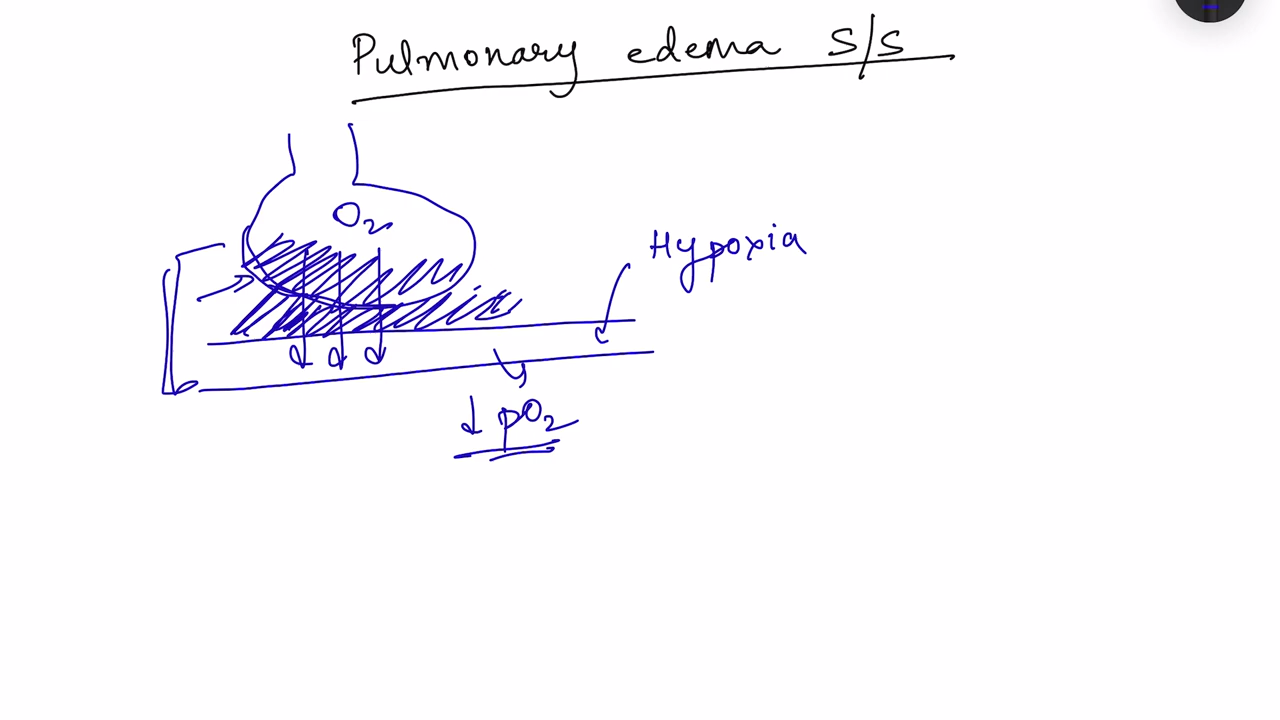 Pulmonary edema S/S
O₂
Hypoxia
↓ pO₂